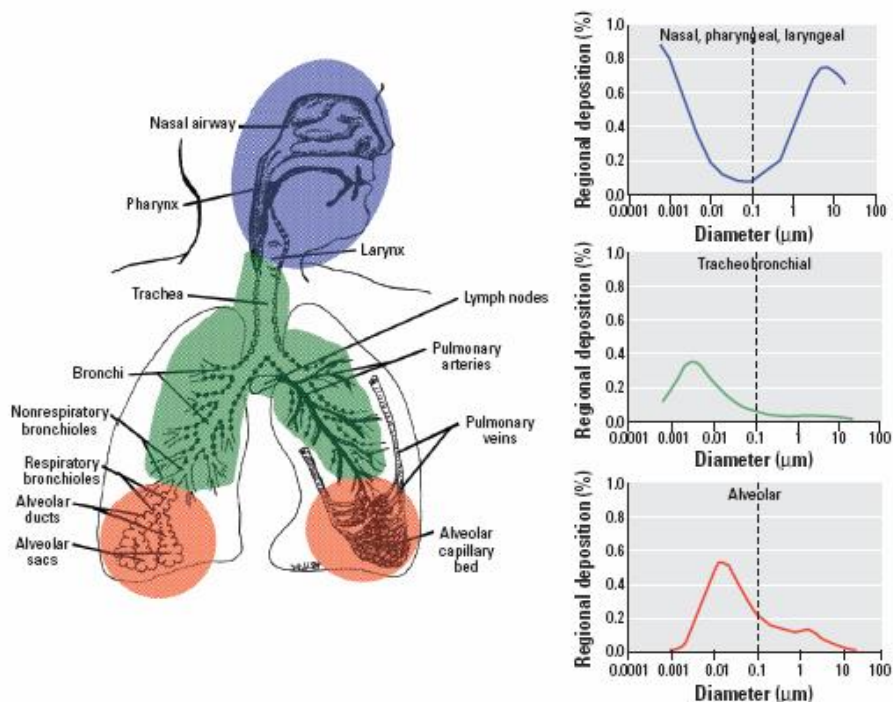 Nasal airway
Pharynx
Larynx
Trachea
Lymph nodes
Bronchi
Pulmonary
arteries
Nonrespiratory
bronchioles
Pulmonary
veins
Respiratory
bronchioles
Alveolar
ducts
Alveolar
sacs
Alveolar
capillary
bed
Regional deposition (%)
1.0
0.8
0.6
0.4
0.2
0.0
Nasal, pharyngeal, laryngeal
0.0001 0.001 0.01 0.1 1 10 100
Diameter (μm)
Regional deposition (%)
1.0
0.8
0.6
0.4
0.2
0.0
Tracheobronchial
0.0001 0.001 0.01 0.1 1 10 100
Diameter (μm)
Regional deposition (%)
1.0
0.8
0.6
0.4
0.2
0.0
Alveolar
0.0001 0.001 0.01 0.1 1 10 100
Diameter (μm)